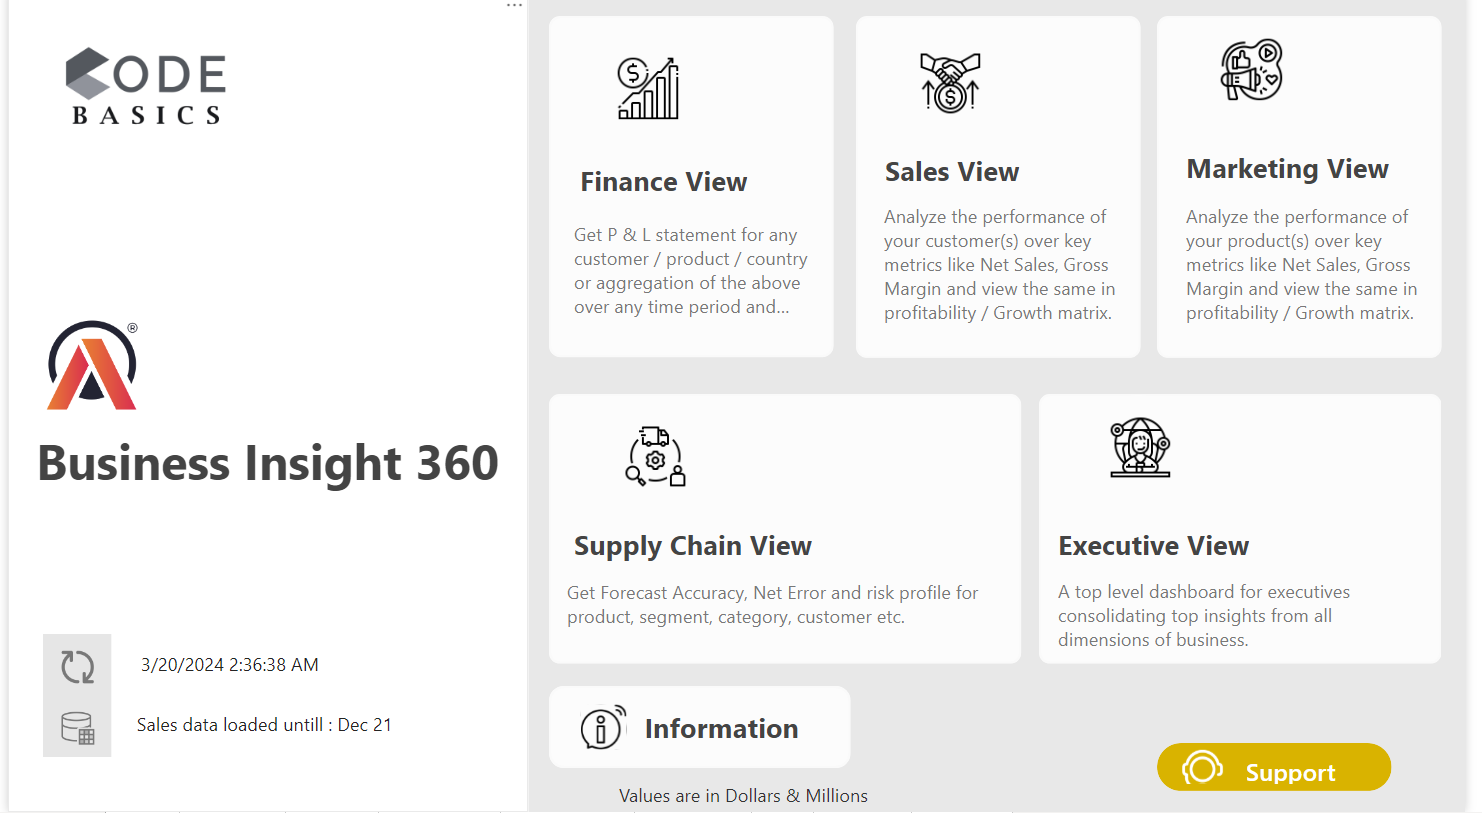 CODE
BASICS
®
Business Insight 360
3/20/2024 2:36:38 AM
Sales data loaded untill : Dec 21
Finance View
Get P & L statement for any
customer / product / country
or aggregation of the above
over any time period and...
Sales View
Analyze the performance of
your customer(s) over key
metrics like Net Sales, Gross
Margin and view the same in
profitability / Growth matrix.
Marketing View
Analyze the performance of
your product(s) over key
metrics like Net Sales, Gross
Margin and view the same in
profitability / Growth matrix.
Supply Chain View
Get Forecast Accuracy, Net Error and risk profile for
product, segment, category, customer etc.
Executive View
A top level dashboard for executives
consolidating top insights from all
dimensions of business.
Information
Support
Values are in Dollars & Millions